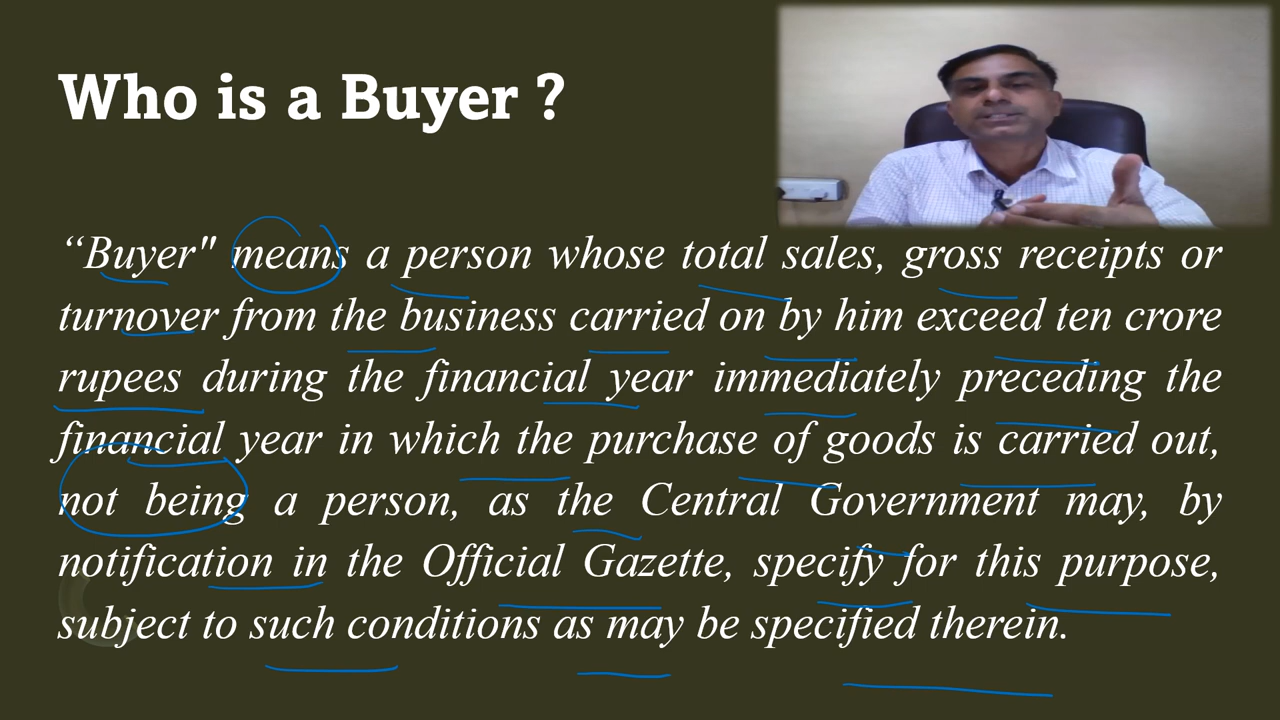 Who is a Buyer ?
“Buyer" means a person whose total sales, gross receipts or
turnover from the business carried on by him exceed ten crore
rupees during the financial year immediately preceding the
financial year in which the purchase of goods is carried out,
not being a person, as the Central Government may, by
notification in the Official Gazette, specify for this purpose,
subject to such conditions as may be specified therein.